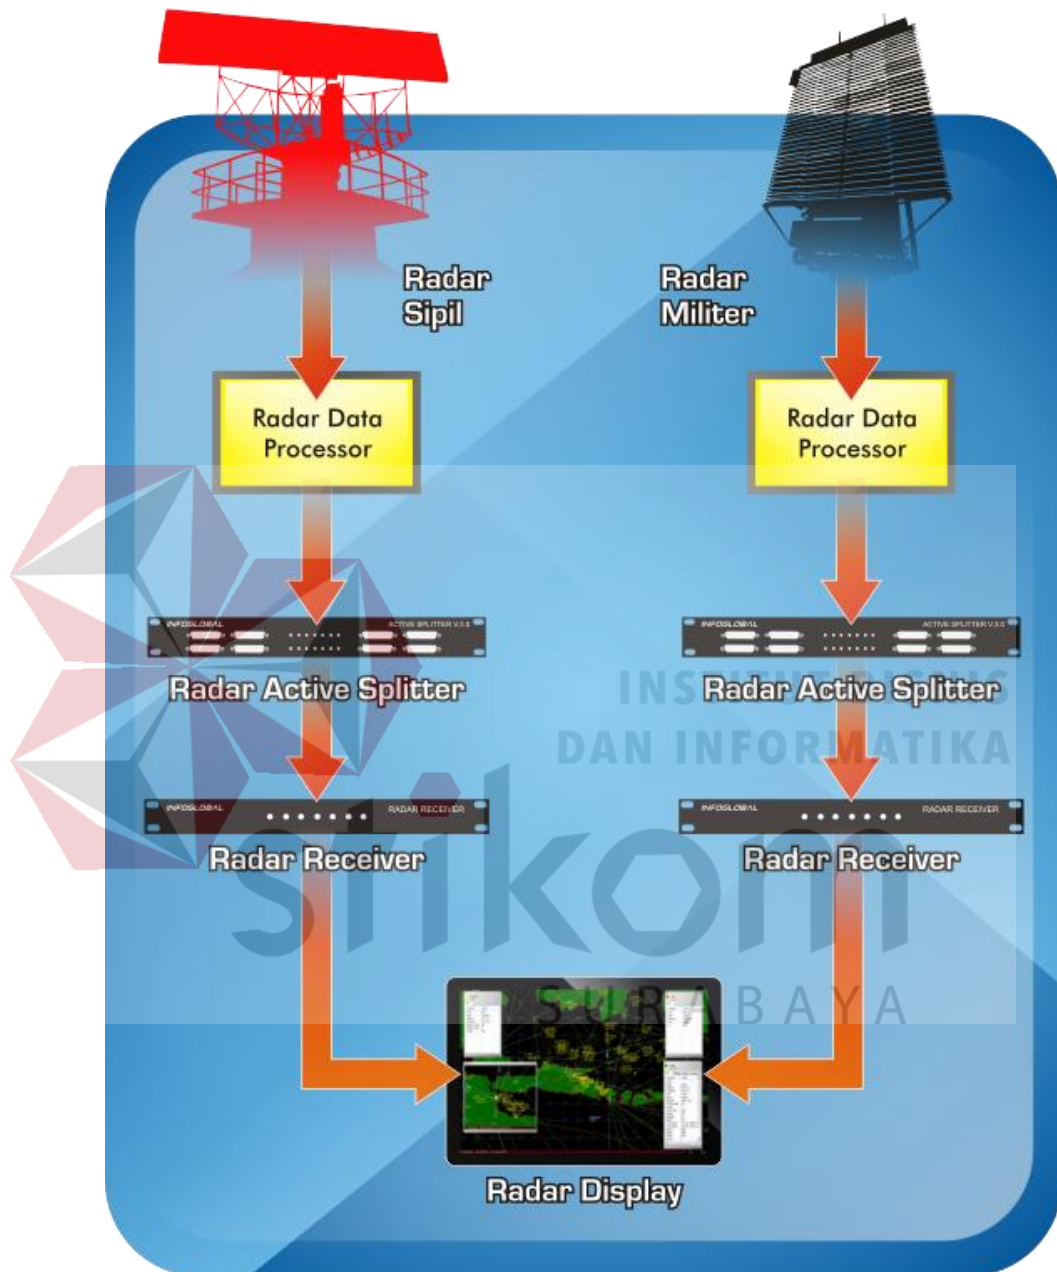 Radar
Sipil
Radar
Militer
Radar Data
Processor
Radar Data
Processor
INFOGLOBAL
ACTIVE SPLITTER V.3.0
Radar Active Splitter
INFOGLOBAL
ACTIVE SPLITTER V.3.0
Radar Active Splitter
DAN INFORMATIKA
INFOGLOBAL
RADAR RECEIVER
Radar Receiver
INFOGLOBAL
RADAR RECEIVER
Radar Receiver
stikom
SURABAYA
Radar Display